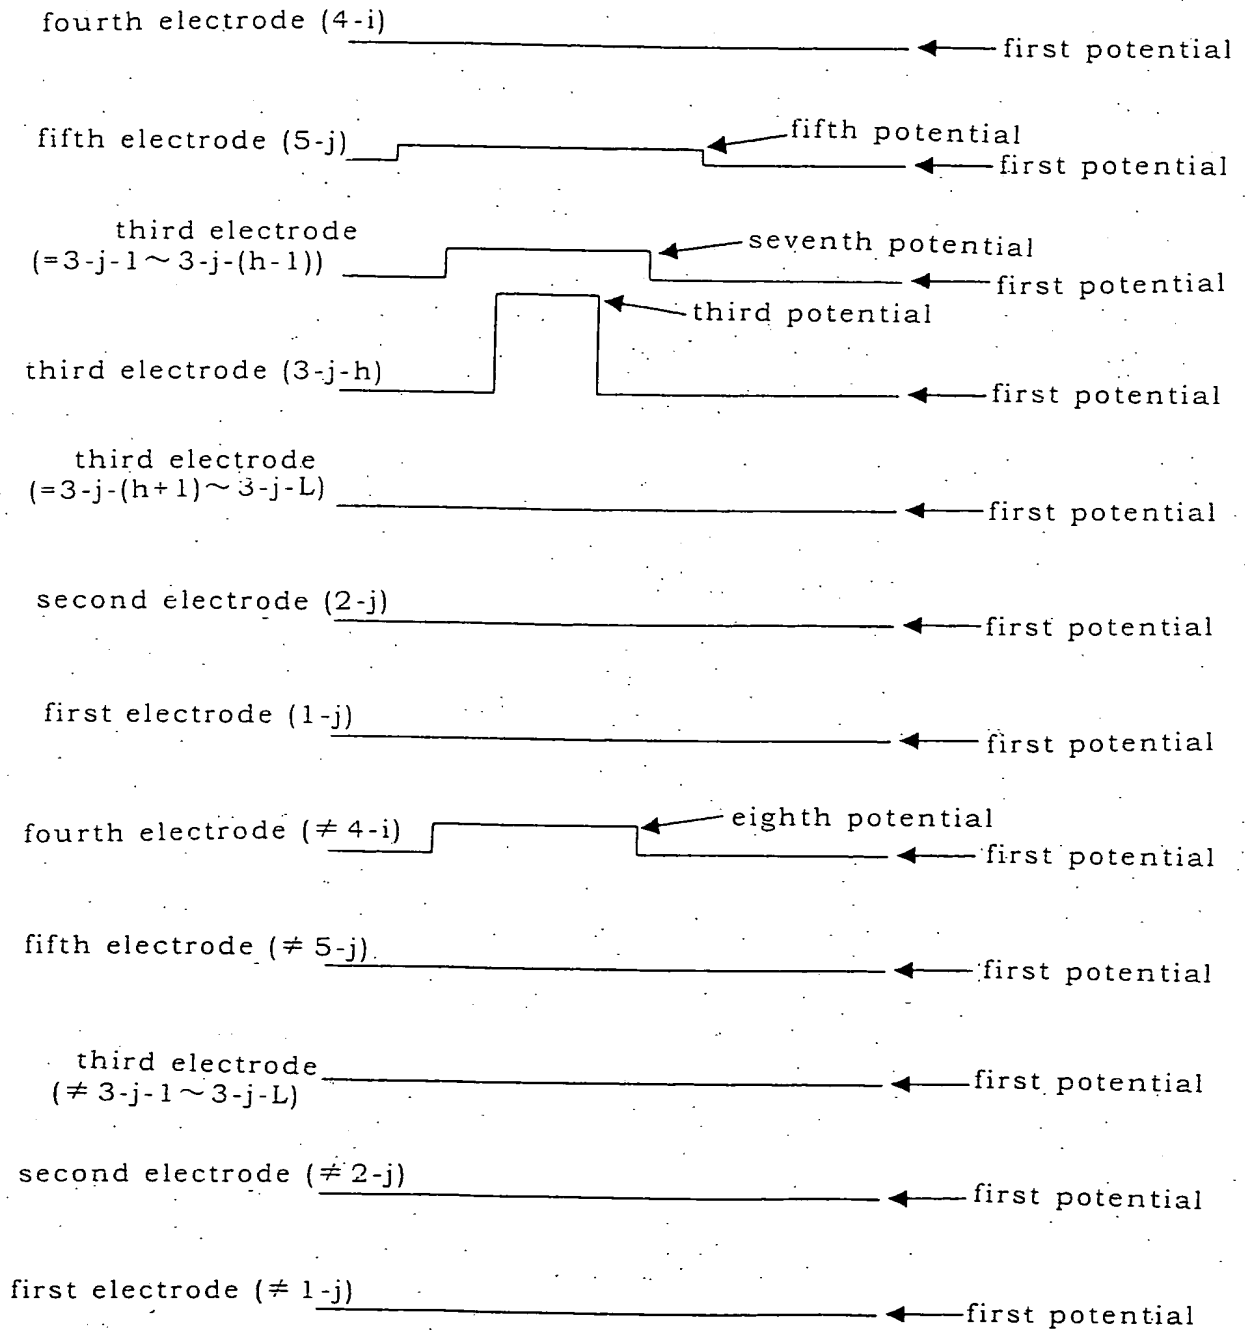 fourth electrode (4-i)
first potential
fifth electrode (5-j)
fifth potential
first potential
third electrode
(=3-j-1~3-j-(h-1))
seventh potential
first potential
third potential
third electrode (3-j-h)
first potential
third electrode
(=3-j-(h+1)~3-j-L)
first potential
second electrode (2-j)
first potential
first electrode (1-j)
first potential
fourth electrode (≠4-i)
eighth potential
first potential
fifth electrode (≠5-j)
first potential
third electrode
(≠3-j-1~3-j-L)
first potential
second electrode (≠2-j)
first potential
first electrode (≠1-j)
first potential